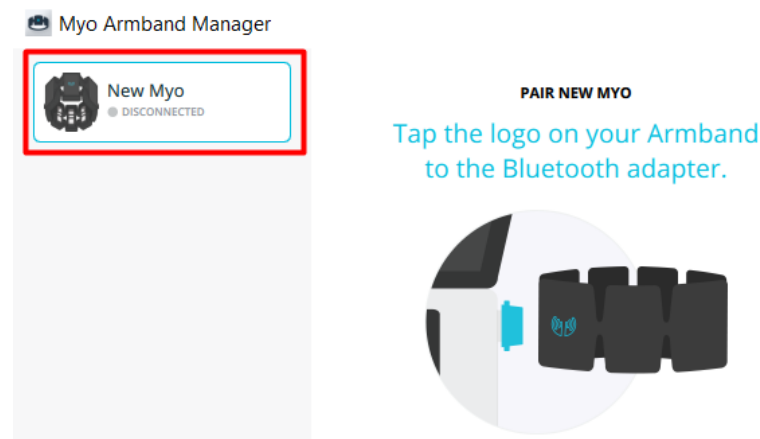 Myo Armband Manager
New Myo
DISCONNECTED
PAIR NEW MYO
Tap the logo on your Armband
to the Bluetooth adapter.